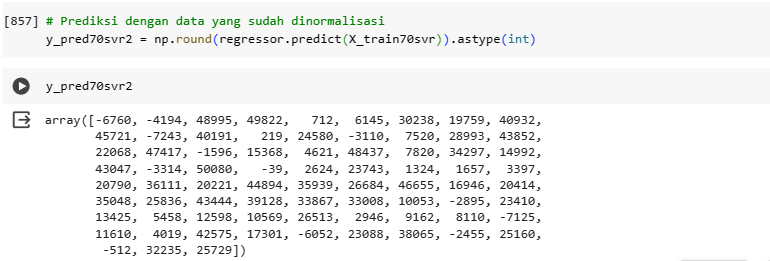 [857] # Prediksi dengan data yang sudah dinormalisasi
y_pred70svr2 = np.round(regressor.predict(X_train70svr)).astype(int)
y_pred70svr2
array([-6760, -4194, 48995, 49822, 712, 6145, 30238, 19759, 40932,
45721, -7243, 40191, 219, 24580, -3110, 7520, 28993, 43852,
22068, 47417, -1596, 15368, 4621, 48437, 7820, 34297, 14992,
43047, -3314, 50080, -39, 2624, 23743, 1324, 1657, 3397,
20790, 36111, 20221, 44894, 35939, 26684, 46655, 16946, 20414,
35048, 25836, 43444, 39128, 33867, 33008, 10053, -2895, 23410,
13425, 5458, 12598, 10569, 26513, 2946, 9162, 8110, -7125,
11610, 4019, 42575, 17301, -6052, 23088, 38065, -2455, 25160,
-512, 32235, 25729])